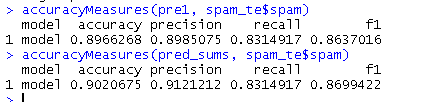 > accuracyMeasures(pre1, spam_te$spam)
  model  accuracy precision    recall        f1
1 model 0.8966268 0.8985075 0.8314917 0.8637016
> accuracyMeasures(pred_sums, spam_te$spam)
  model  accuracy precision    recall        f1
1 model 0.9020675 0.9121212 0.8314917 0.8699422
>